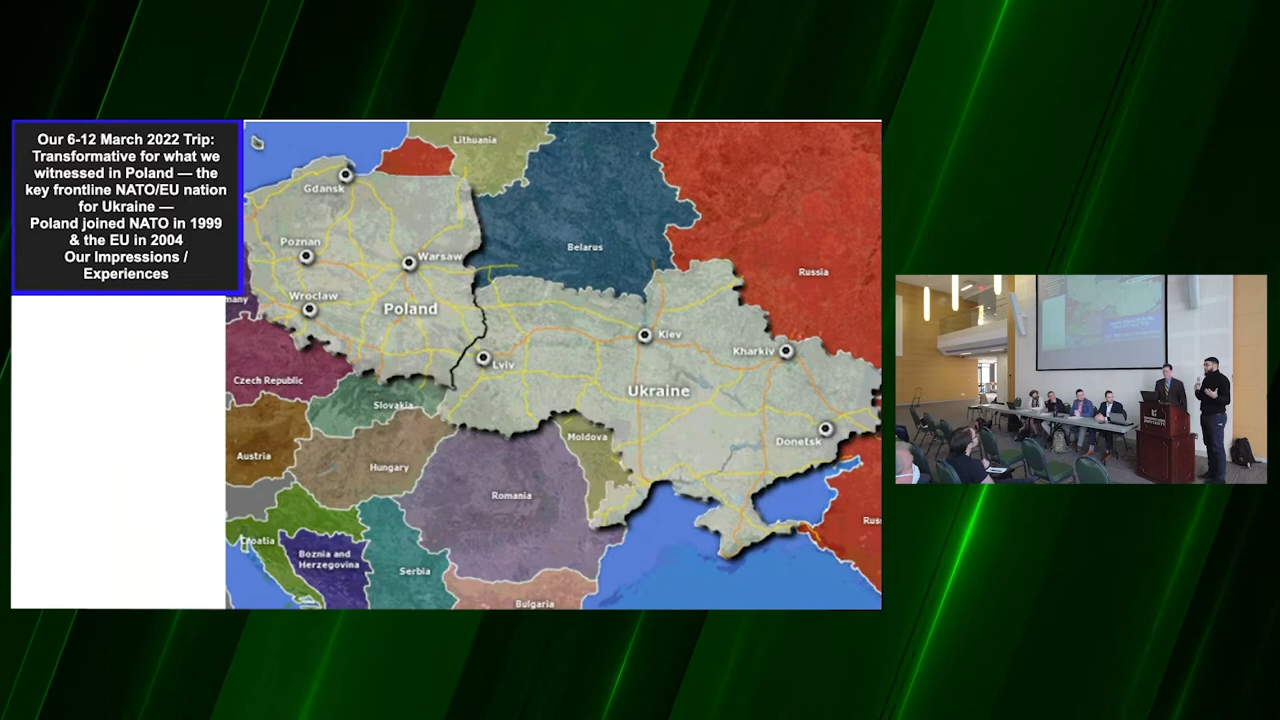 Our 6-12 March 2022 Trip:
Transformative for what we
witnessed in Poland — the
key frontline NATO/EU nation
for Ukraine —
Poland joined NATO in 1999
& the EU in 2004
Our Impressions /
Experiences
Lithuania
Gdansk
Belarus
Poznan
Warsaw
Russia
many
Wroclaw
Poland
Kiev
Kharkiv
Lviv
Czech Republic
Ukraine
Slovakia
Moldova
Donetsk
Austria
Hungary
Romania
Russ
Croatia
Boznia and
Herzegovina
Serbia
Bulgaria